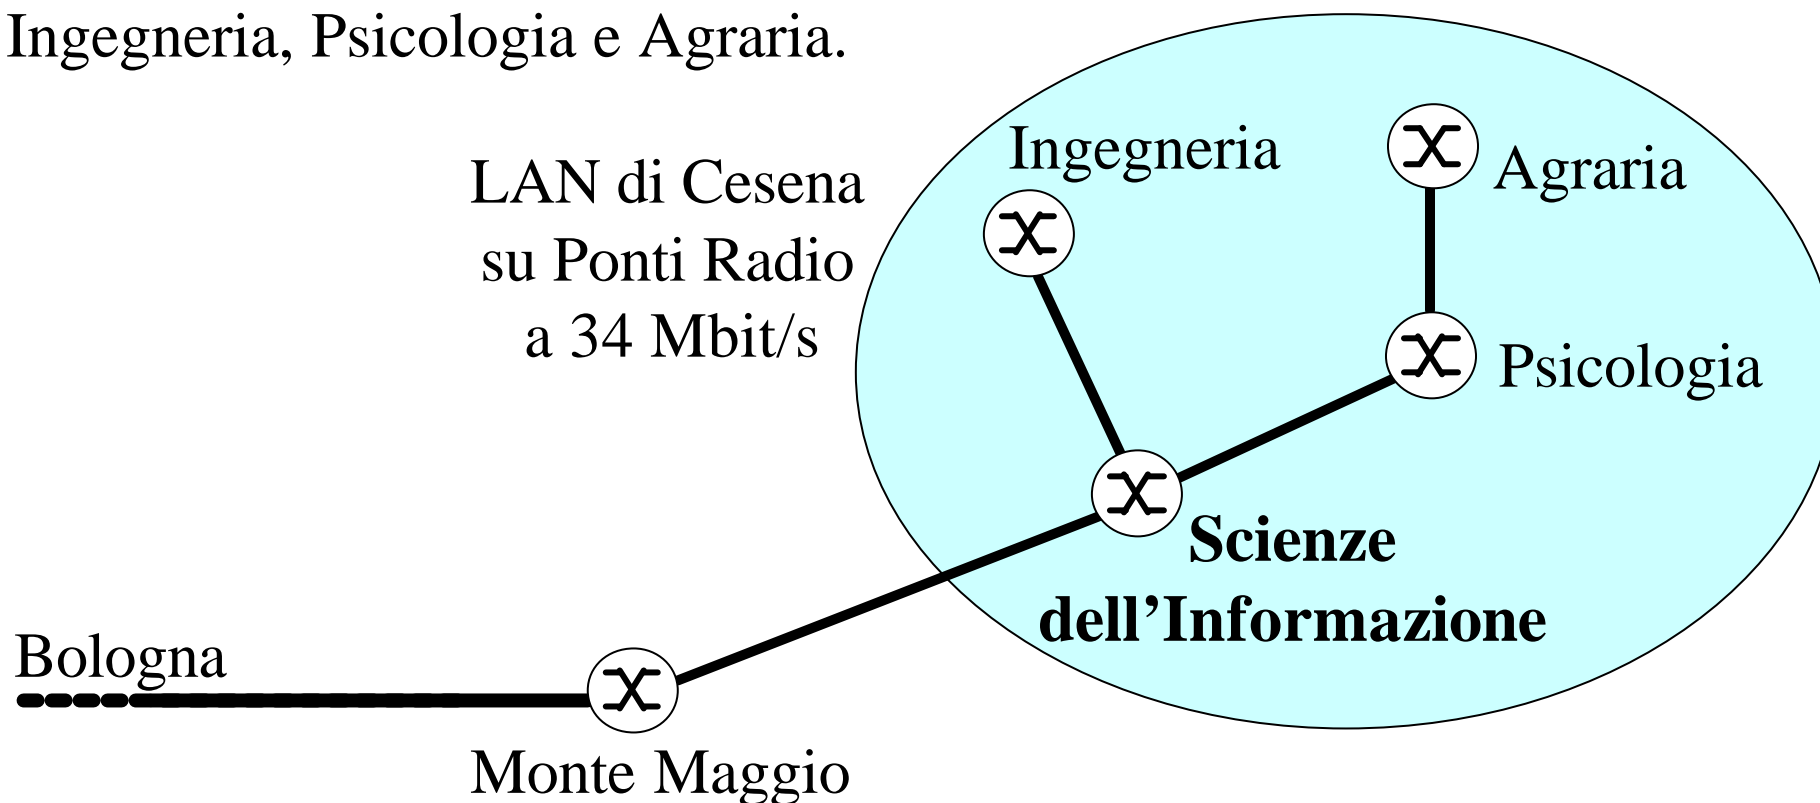 Ingegneria, Psicologia e Agraria.
LAN di Cesena
su Ponti Radio
a 34 Mbit/s
Ingegneria
Agraria
Psicologia
Scienze
dell’Informazione
Bologna
Monte Maggio